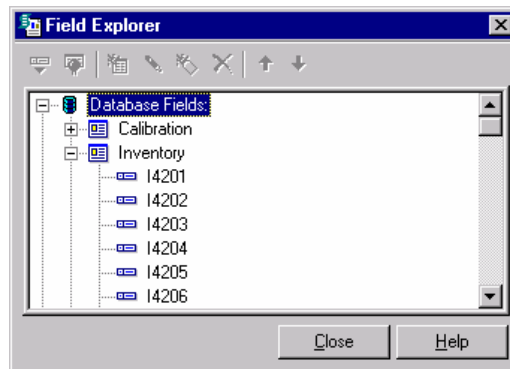 Field Explorer
Database Fields:
Calibration
Inventory
I4201
I4202
I4203
I4204
I4205
I4206
Close
Help